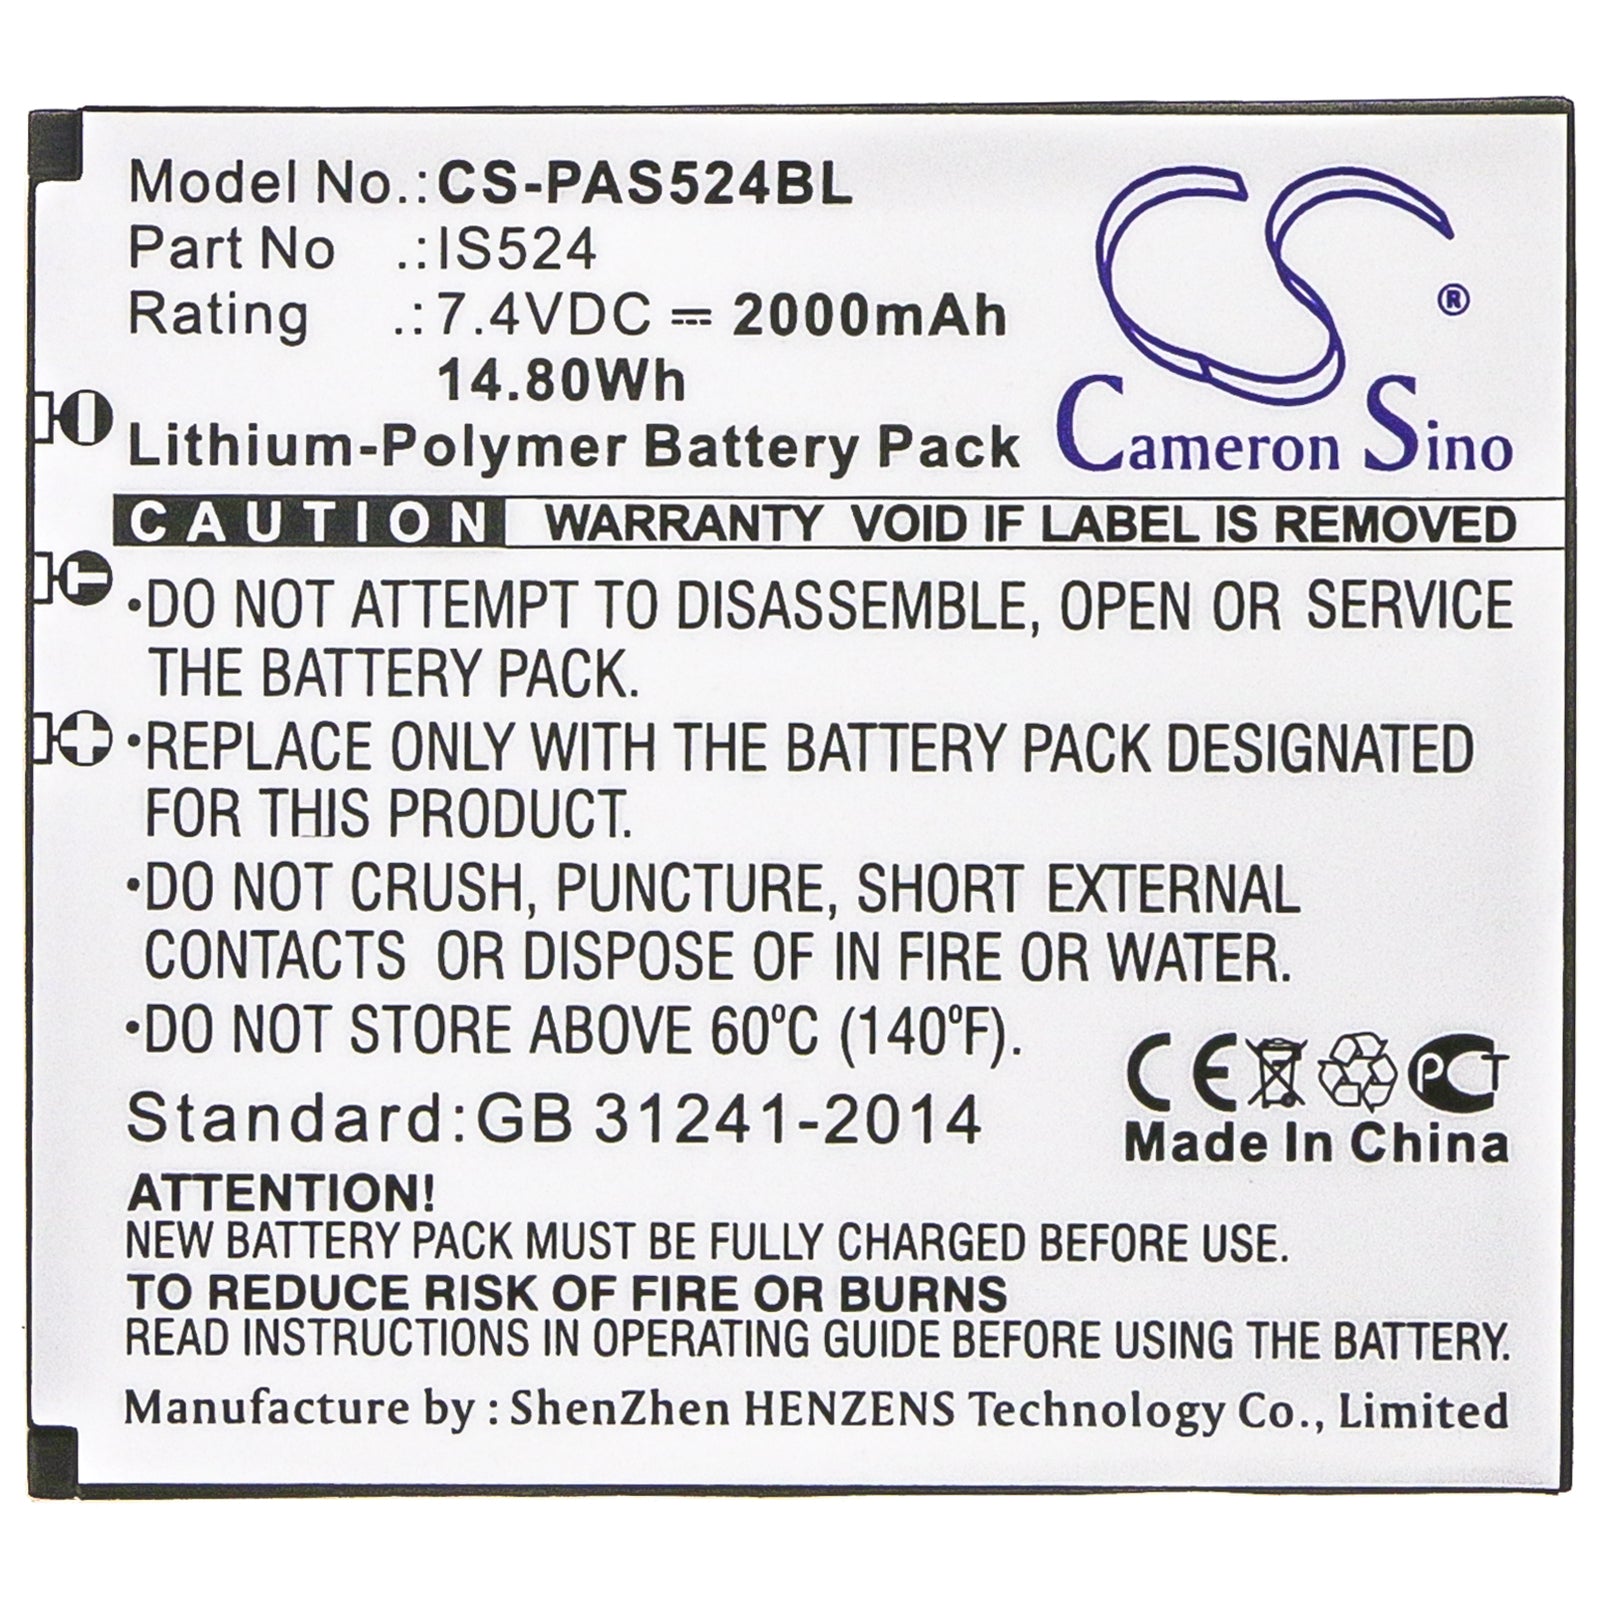 Model No.:CS-PAS524BL
Part No .:IS524
Rating .:7.4VDC ⎓ 2000mAh
14.80Wh
Lithium-Polymer Battery Pack
CS
®
Cameron Sino
CAUTION WARRANTY VOID IF LABEL IS REMOVED
•DO NOT ATTEMPT TO DISASSEMBLE, OPEN OR SERVICE
THE BATTERY PACK.
•REPLACE ONLY WITH THE BATTERY PACK DESIGNATED
FOR THIS PRODUCT.
•DO NOT CRUSH, PUNCTURE, SHORT EXTERNAL
CONTACTS OR DISPOSE OF IN FIRE OR WATER.
•DO NOT STORE ABOVE 60ºC (140ºF).
CE PCT
Standard:GB 31241-2014
Made In China
ATTENTION!
NEW BATTERY PACK MUST BE FULLY CHARGED BEFORE USE.
TO REDUCE RISK OF FIRE OR BURNS
READ INSTRUCTIONS IN OPERATING GUIDE BEFORE USING THE BATTERY.
Manufacture by : ShenZhen HENZENS Technology Co., Limited